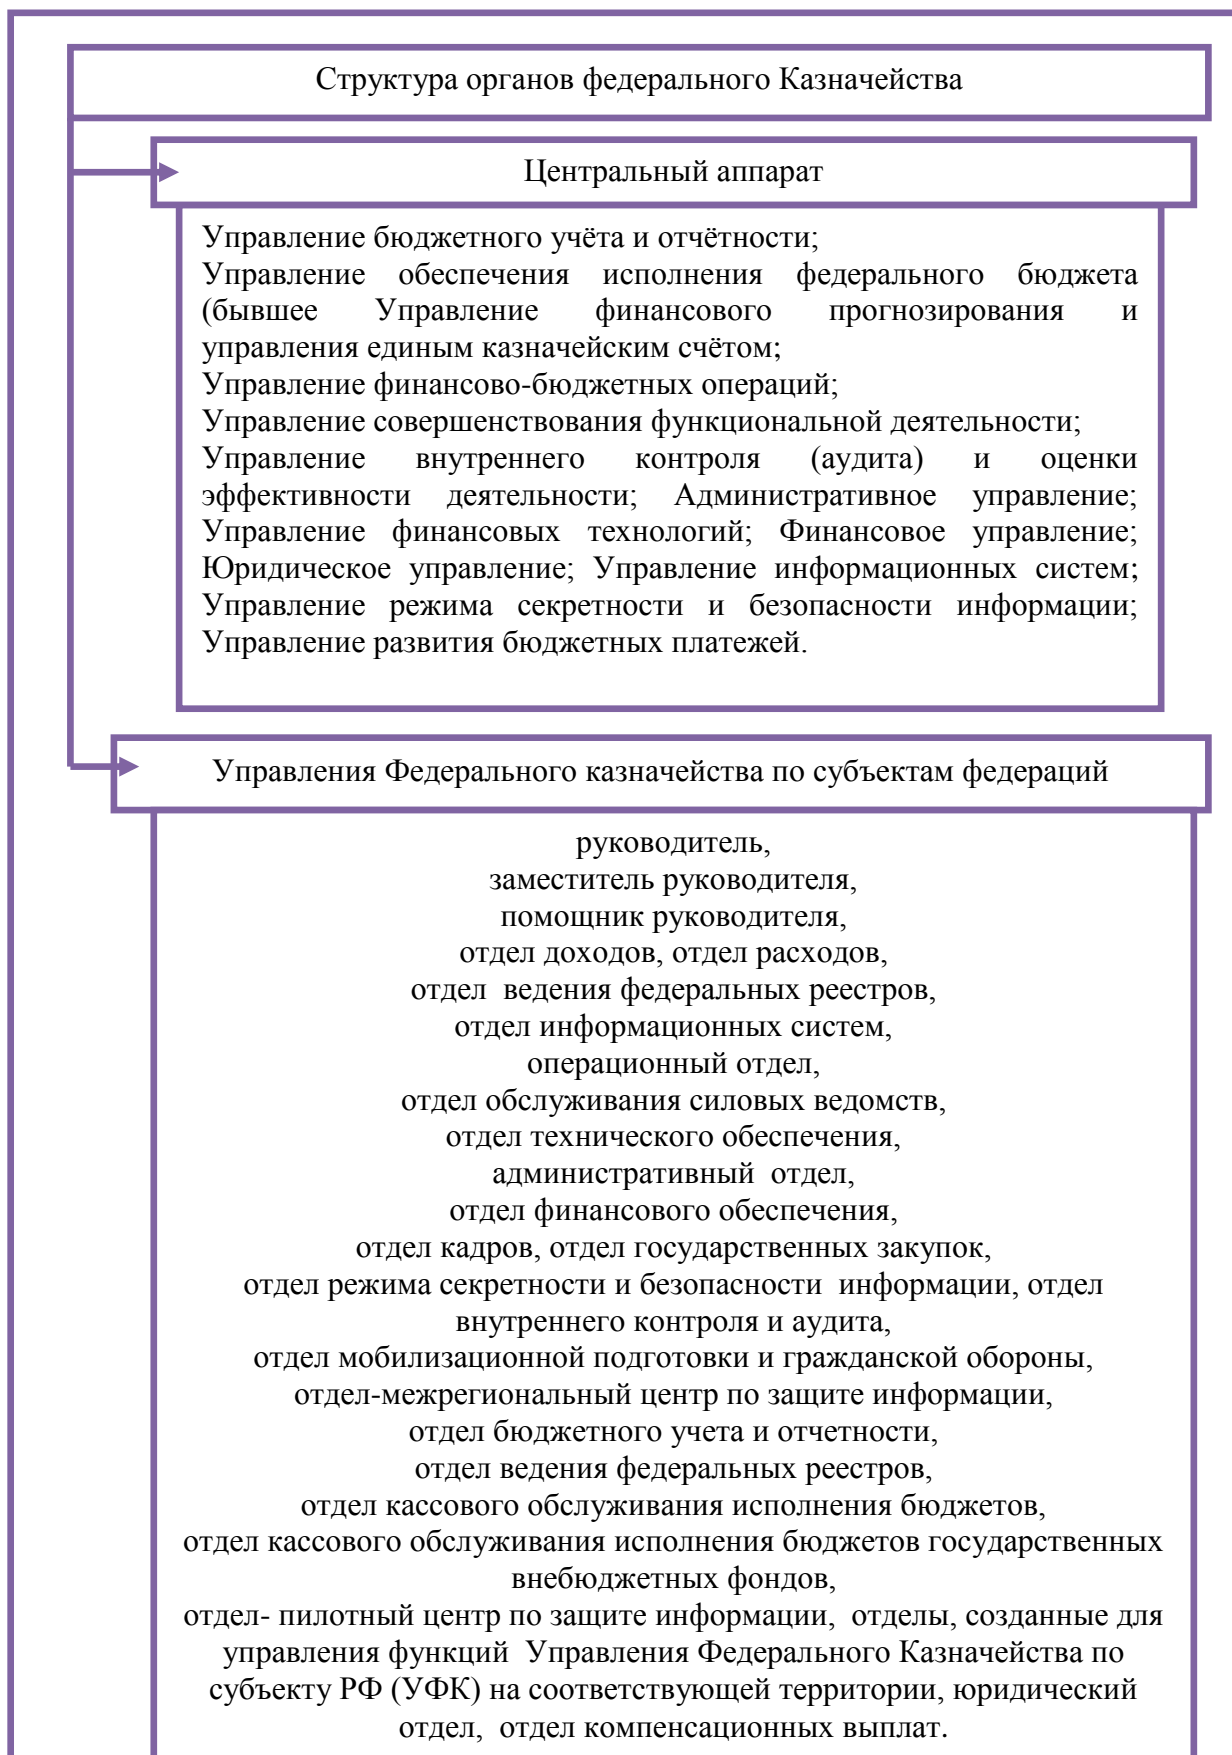 Структура органов федерального Казначейства
Центральный аппарат
Управление бюджетного учёта и отчётности;
Управление обеспечения исполнения федерального бюджета
(бывшее Управление финансового прогнозирования и
управления единым казначейским счётом;
Управление финансово-бюджетных операций;
Управление совершенствования функциональной деятельности;
Управление внутреннего контроля (аудита) и оценки
эффективности деятельности; Административное управление;
Управление финансовых технологий; Финансовое управление;
Юридическое управление; Управление информационных систем;
Управление режима секретности и безопасности информации;
Управление развития бюджетных платежей.
Управления Федерального казначейства по субъектам федераций
руководитель,
заместитель руководителя,
помощник руководителя,
отдел доходов, отдел расходов,
отдел ведения федеральных реестров,
отдел информационных систем,
операционный отдел,
отдел обслуживания силовых ведомств,
отдел технического обеспечения,
административный отдел,
отдел финансового обеспечения,
отдел кадров, отдел государственных закупок,
отдел режима секретности и безопасности информации, отдел
внутреннего контроля и аудита,
отдел мобилизационной подготовки и гражданской обороны,
отдел-межрегиональный центр по защите информации,
отдел бюджетного учета и отчетности,
отдел ведения федеральных реестров,
отдел кассового обслуживания исполнения бюджетов,
отдел кассового обслуживания исполнения бюджетов государственных
внебюджетных фондов,
отдел- пилотный центр по защите информации, отделы, созданные для
управления функций Управления Федерального Казначейства по
субъекту РФ (УФК) на соответствующей территории, юридический
отдел, отдел компенсационных выплат.